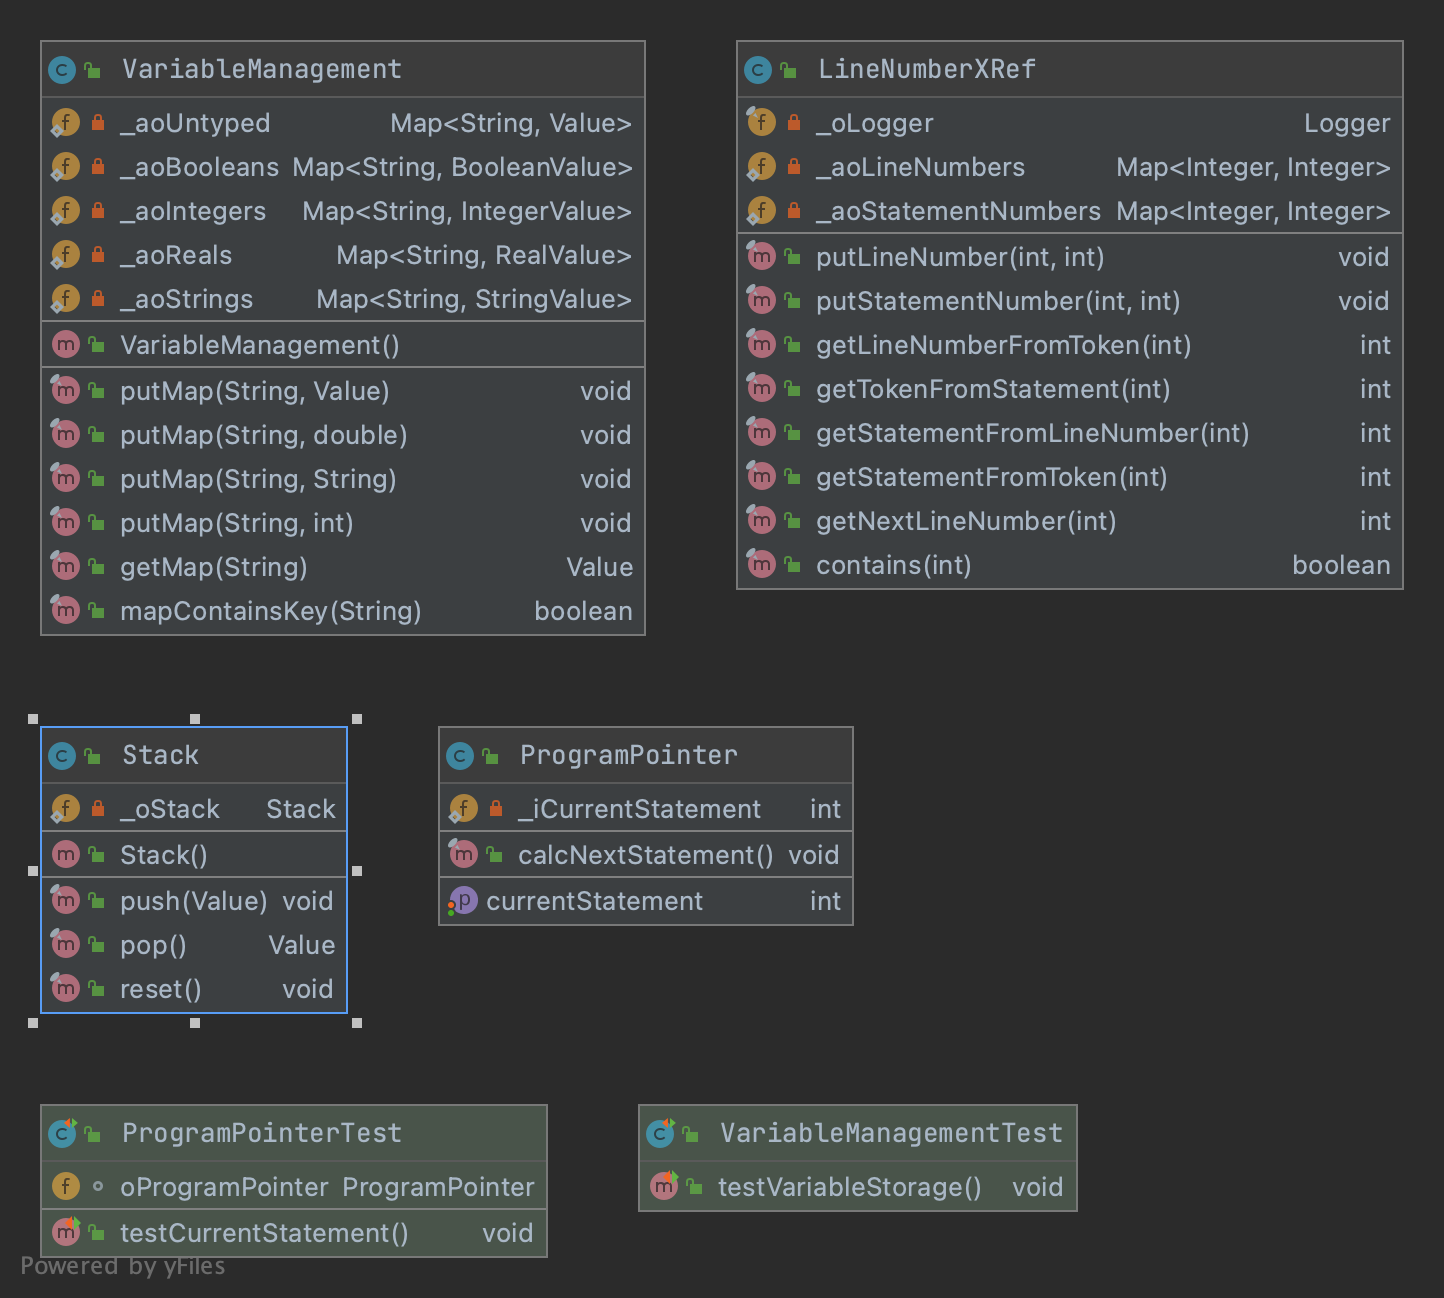 VariableManagement
_aoUntyped Map<String, Value>
_aoBooleans Map<String, BooleanValue>
_aoIntegers Map<String, IntegerValue>
_aoReals Map<String, RealValue>
_aoStrings Map<String, StringValue>
VariableManagement()
putMap(String, Value) void
putMap(String, double) void
putMap(String, String) void
putMap(String, int) void
getMap(String) Value
mapContainsKey(String) boolean
LineNumberXRef
_oLogger Logger
_aoLineNumbers Map<Integer, Integer>
_aoStatementNumbers Map<Integer, Integer>
putLineNumber(int, int) void
putStatementNumber(int, int) void
getLineNumberFromToken(int) int
getTokenFromStatement(int) int
getStatementFromLineNumber(int) int
getStatementFromToken(int) int
getNextLineNumber(int) int
contains(int) boolean
Stack
_oStack Stack
Stack()
push(Value) void
pop() Value
reset() void
ProgramPointer
_iCurrentStatement int
calcNextStatement() void
currentStatement int
ProgramPointerTest
oProgramPointer ProgramPointer
testCurrentStatement() void
VariableManagementTest
testVariableStorage() void
Powered by yFiles